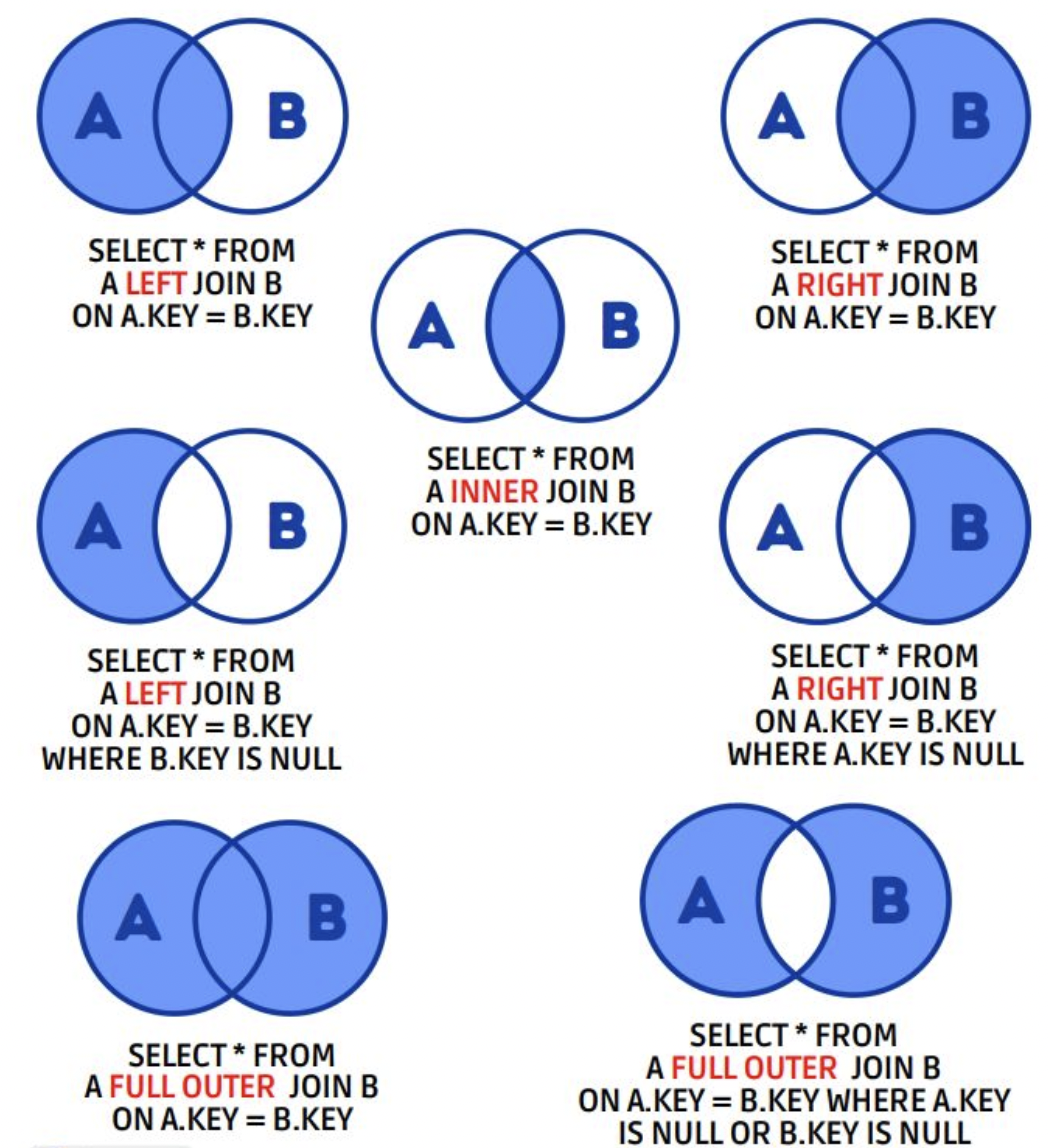 A B
SELECT * FROM
A LEFT JOIN B
ON A.KEY = B.KEY
A B
SELECT * FROM
A RIGHT JOIN B
ON A.KEY = B.KEY
A B
SELECT * FROM
A INNER JOIN B
ON A.KEY = B.KEY
A B
SELECT * FROM
A LEFT JOIN B
ON A.KEY = B.KEY
WHERE B.KEY IS NULL
A B
SELECT * FROM
A RIGHT JOIN B
ON A.KEY = B.KEY
WHERE A.KEY IS NULL
A B
SELECT * FROM
A FULL OUTER JOIN B
ON A.KEY = B.KEY
A B
SELECT * FROM
A FULL OUTER JOIN B
ON A.KEY = B.KEY WHERE A.KEY
IS NULL OR B.KEY IS NULL